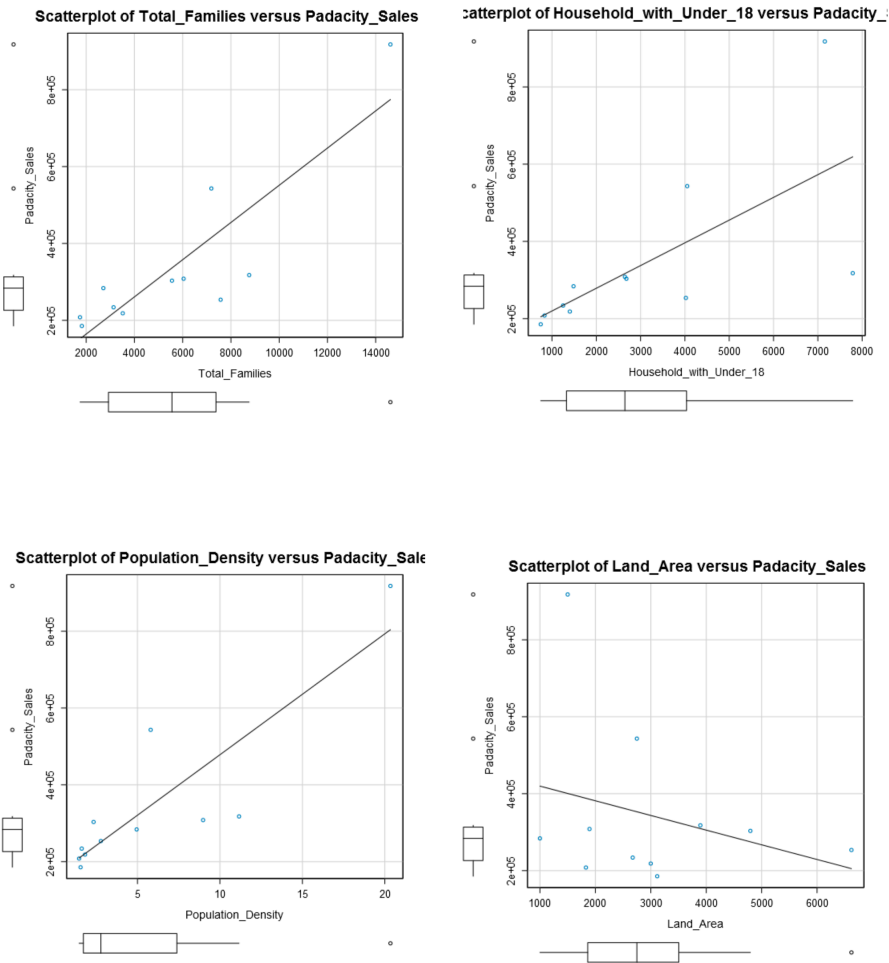 Scatterplot of Total_Families versus Padacity_Sales
Padacity_Sales
8e+05
6e+05
4e+05
2e+05
2000 4000 6000 8000 10000 12000 14000
Total_Families
catterplot of Household_with_Under_18 versus Padacity_
Padacity_Sales
8e+05
6e+05
4e+05
2e+05
1000 2000 3000 4000 5000 6000 7000 8000
Household_with_Under_18
Scatterplot of Population_Density versus Padacity_Sale
Padacity_Sales
8e+05
6e+05
4e+05
2e+05
5 10 15 20
Population_Density
Scatterplot of Land_Area versus Padacity_Sales
Padacity_Sales
8e+05
6e+05
4e+05
2e+05
1000 2000 3000 4000 5000 6000
Land_Area